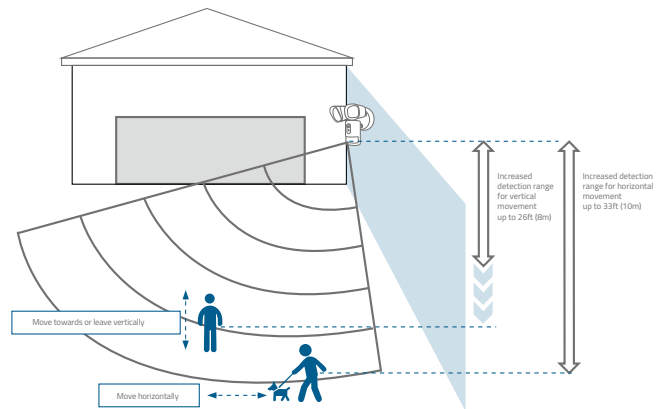 Increased
detection range
for vertical
movement
up to 26ft (8m)
Increased detection
range for horizontal
movement
up to 33ft (10m)
Move towards or leave vertically
Move horizontally